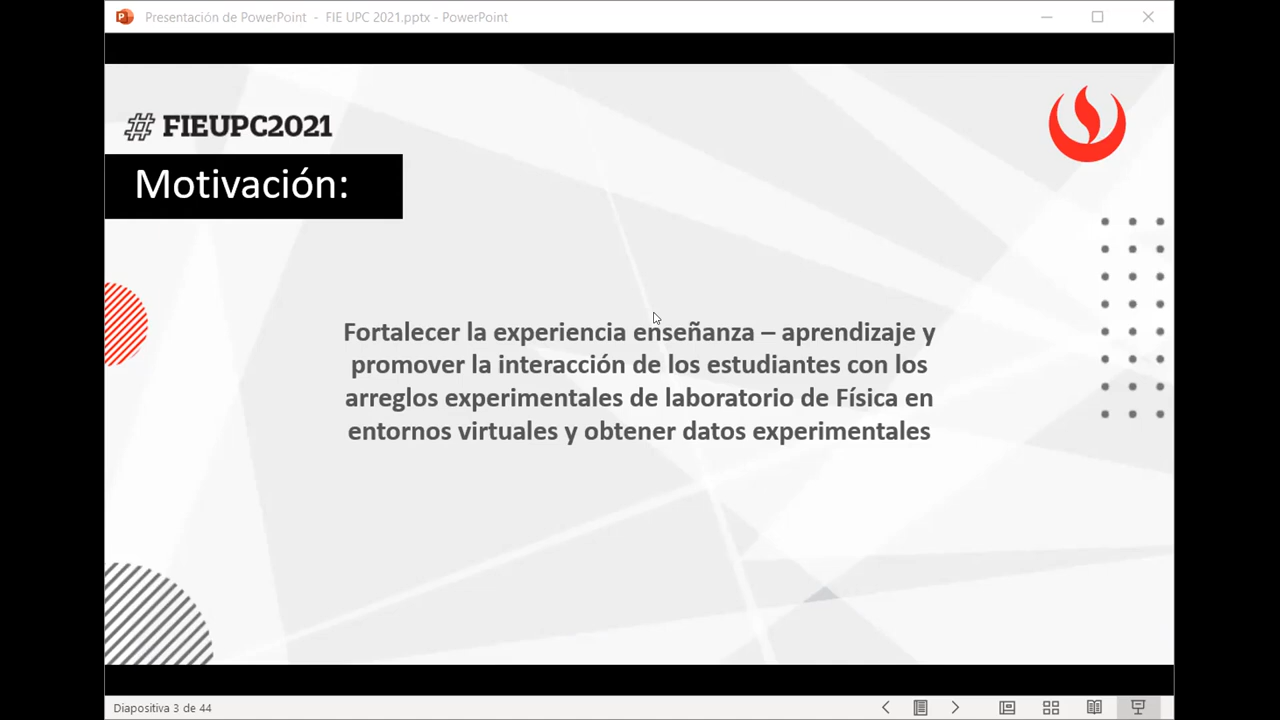 Presentación de PowerPoint - FIE UPC 2021.pptx - PowerPoint
# FIEUPC2021
Motivación:
Fortalecer la experiencia enseñanza – aprendizaje y
promover la interacción de los estudiantes con los
arreglos experimentales de laboratorio de Física en
entornos virtuales y obtener datos experimentales
Diapositiva 3 de 44